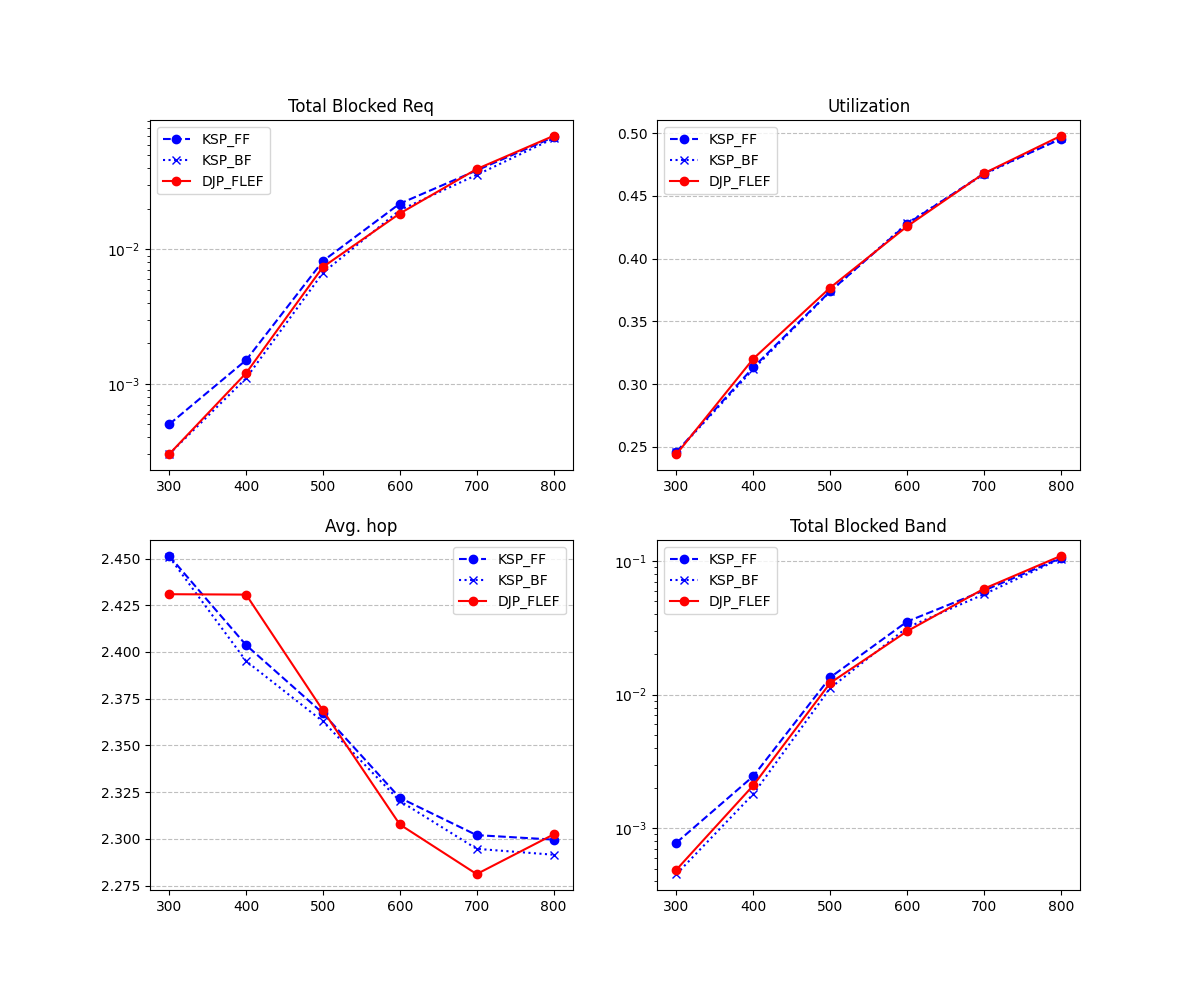 Total Blocked Req
KSP_FF
KSP_BF
DJP_FLEF
10⁻²
10⁻³
300 400 500 600 700 800
Utilization
KSP_FF
KSP_BF
DJP_FLEF
0.50
0.45
0.40
0.35
0.30
0.25
300 400 500 600 700 800
Avg. hop
KSP_FF
KSP_BF
DJP_FLEF
2.450
2.425
2.400
2.375
2.350
2.325
2.300
2.275
300 400 500 600 700 800
Total Blocked Band
KSP_FF
KSP_BF
DJP_FLEF
10⁻¹
10⁻²
10⁻³
300 400 500 600 700 800